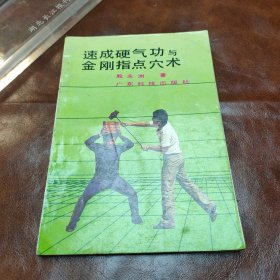 速成硬气功与
金刚指点穴术
殷永洲 著
广东科技出版社